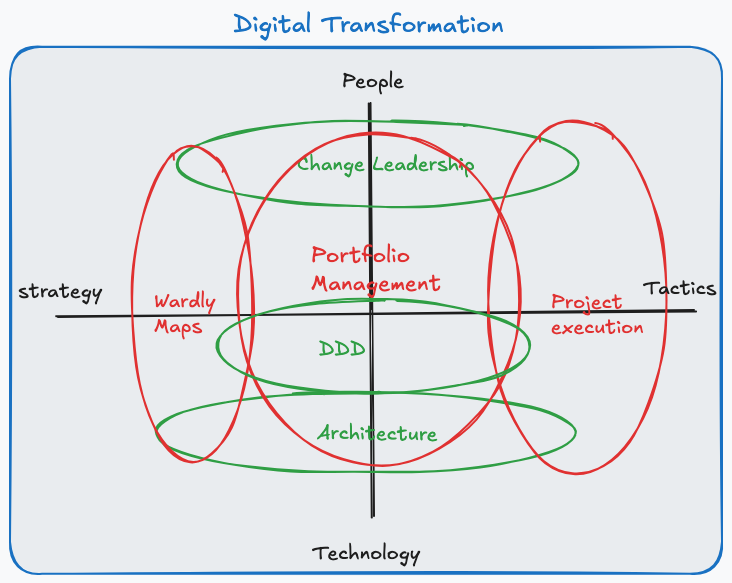 Digital Transformation
People
Change Leadership
Portfolio
Management
strategy
Tactics
Wardly
Maps
Project
execution
DDD
Architecture
Technology